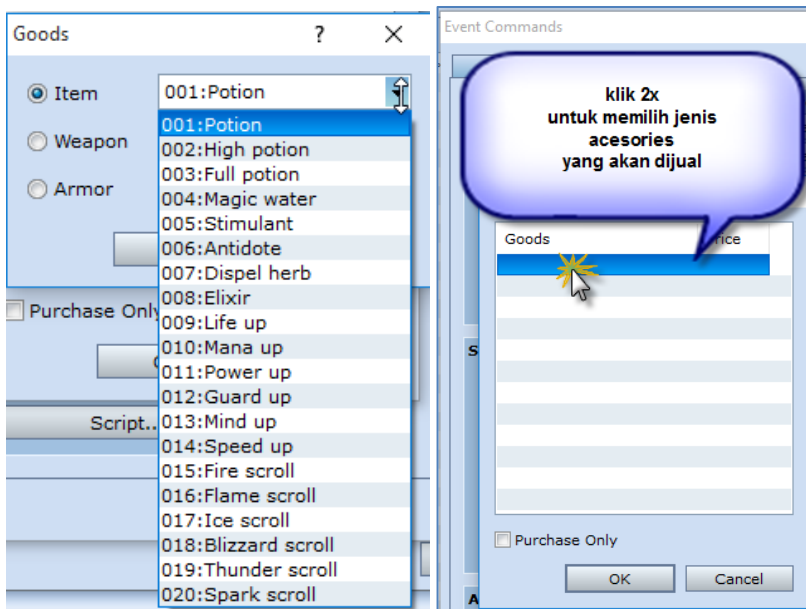 Goods
?
Item
001:Potion
Weapon
Armor
001:Potion
002:High potion
003:Full potion
004:Magic water
005:Stimulant
006:Antidote
007:Dispel herb
008:Elixir
009:Life up
010:Mana up
011:Power up
012:Guard up
013:Mind up
014:Speed up
015:Fire scroll
016:Flame scroll
017:Ice scroll
018:Blizzard scroll
019:Thunder scroll
020:Spark scroll
Purchase Only
Script..
Event Commands
klik 2x
untuk memilih jenis
acesories
yang akan dijual
Goods
rice
S
Purchase Only
OK
Cancel
A